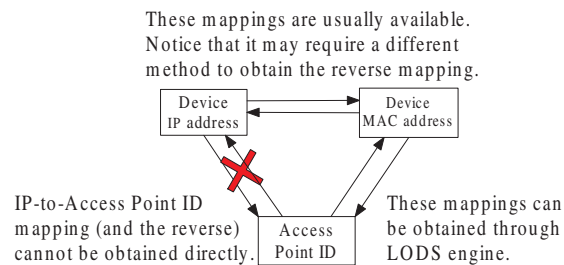 These mappings are usually available.
Notice that it may require a different
method to obtain the reverse mapping.
Device
IP address
Device
MAC address
IP-to-Access Point ID
mapping (and the reverse)
cannot be obtained directly.
Access
Point ID
These mappings can
be obtained through
LODS engine.